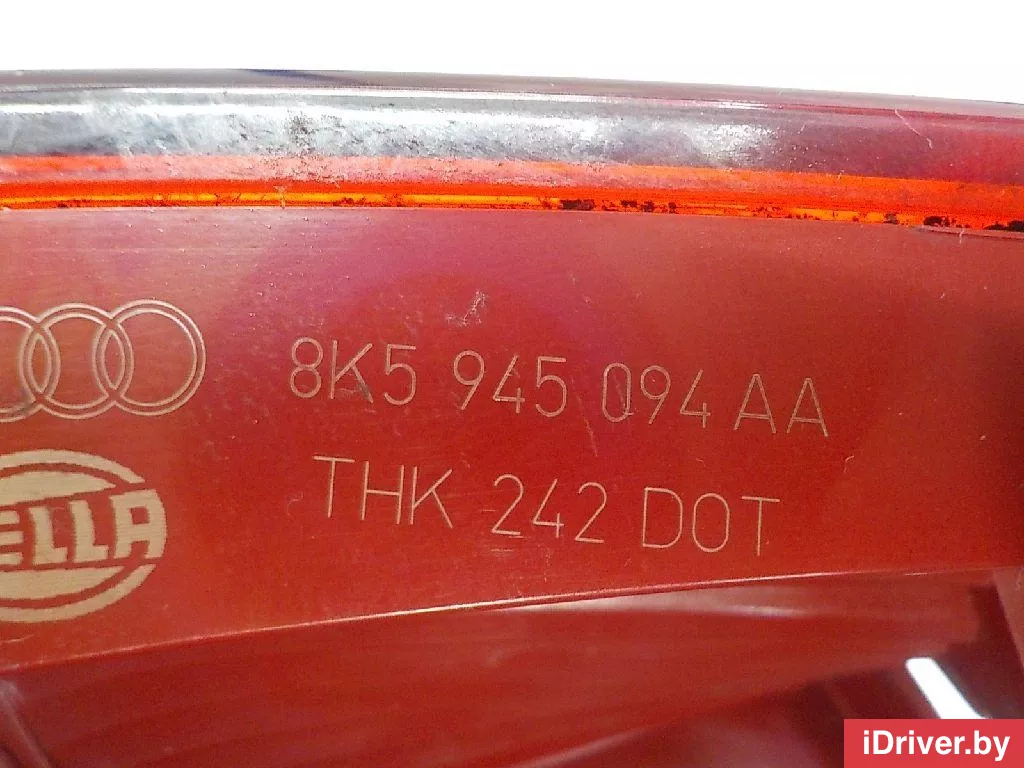 8K5 945 094 AA
THK 242 DOT
ELLA
iDriver.by